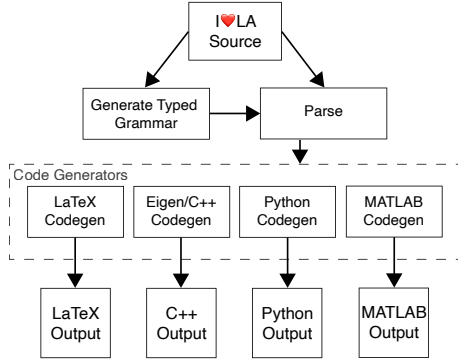 I❤️LA
Source
Generate Typed
Grammar
Parse
Code Generators
LaTeX
Codegen
Eigen/C++
Codegen
Python
Codegen
MATLAB
Codegen
LaTeX
Output
C++
Output
Python
Output
MATLAB
Output